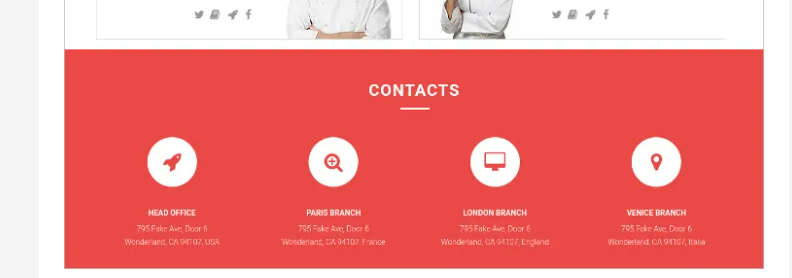 CONTACTS
HEAD OFFICE
795 Fake Ave, Door 6
Wonderland, CA 94107, USA
PARIS BRANCH
795 Fake Ave, Door 6
Wonderland, CA 94107, France
LONDON BRANCH
795 Fake Ave, Door 6
Wonderland, CA 94107, England
VENICE BRANCH
795 Fake Ave, Door 6
Wonderland, CA 94107, Italia